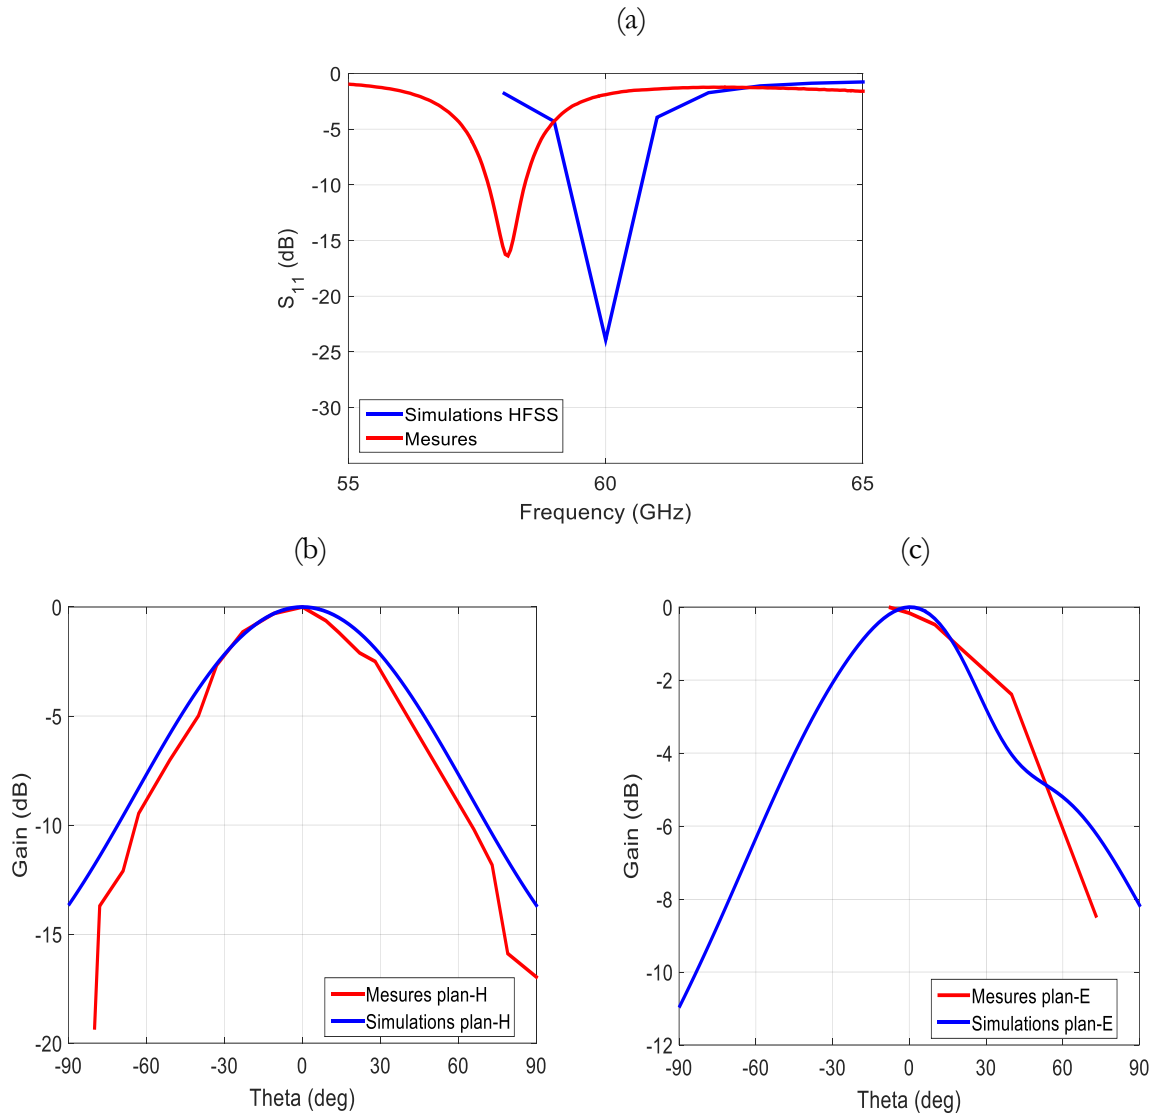 (a)
0
-5
-10
-15
-20
-25
-30
S11 (dB)
Simulations HFSS
Mesures
55
60
65
Frequency (GHz)
(b)
0
-5
-10
-15
-20
Gain (dB)
Mesures plan-H
Simulations plan-H
-90
-60
-30
0
30
60
90
Theta (deg)
(c)
0
-2
-4
-6
-8
-10
-12
Gain (dB)
Mesures plan-E
Simulations plan-E
-90
-60
-30
0
30
60
90
Theta (deg)